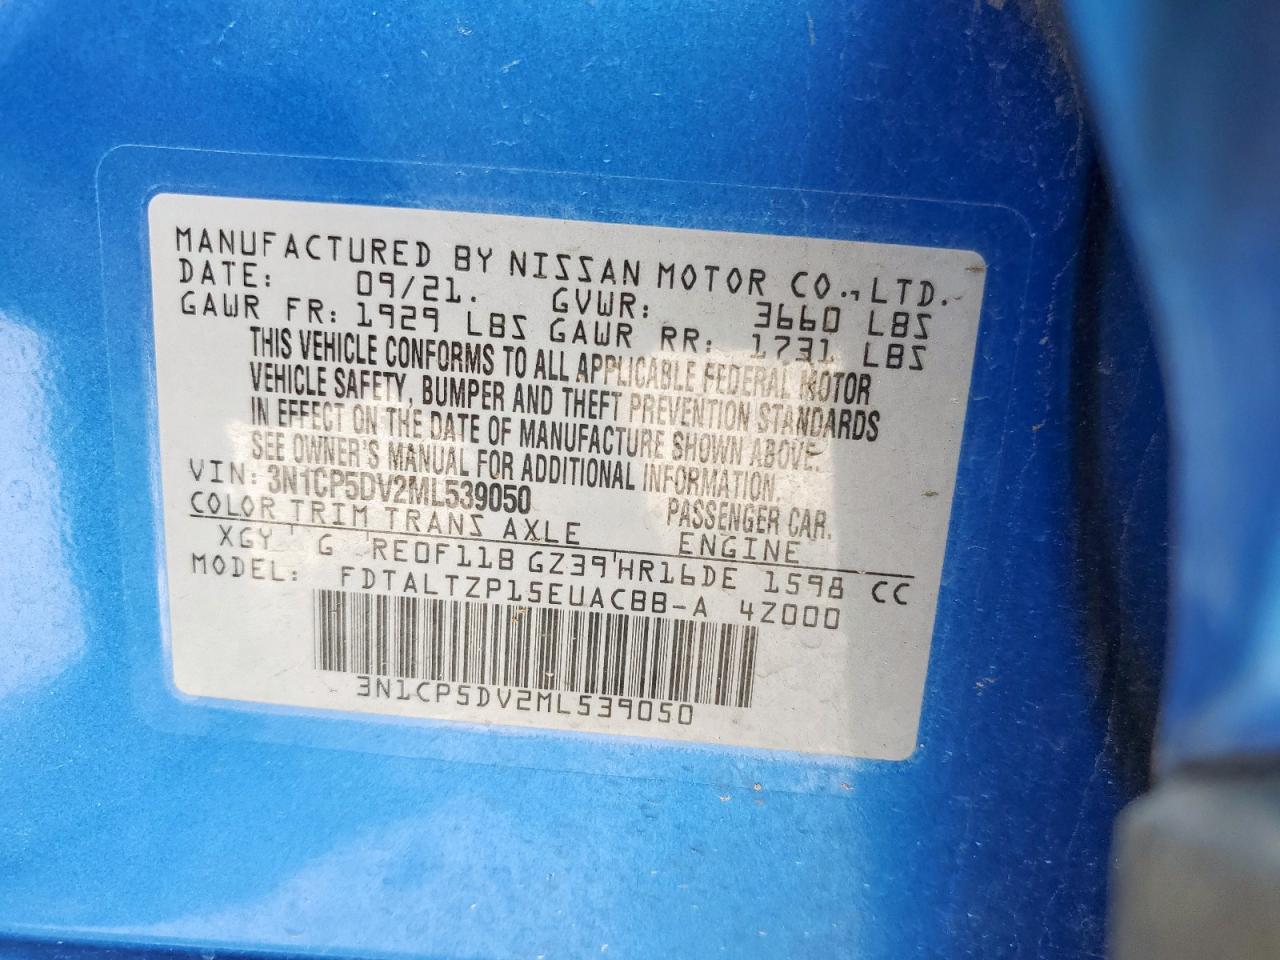 MANUFACTURED BY NISSAN MOTOR CO., LTD.
DATE: 09/21. GVWR: 3660 LBS
GAWR FR: 1929 LBS GAWR RR: 1731 LBS
THIS VEHICLE CONFORMS TO ALL APPLICABLE FEDERAL MOTOR
VEHICLE SAFETY, BUMPER AND THEFT PREVENTION STANDARDS
IN EFFECT ON THE DATE OF MANUFACTURE SHOWN ABOVE.
SEE OWNER'S MANUAL FOR ADDITIONAL INFORMATION.
VIN: 3N1CP5DV2ML539050 PASSENGER CAR.
COLOR TRIM TRANS AXLE ENGINE
XGY G RE0F11B GZ39 HR16DE 1598 CC
MODEL: FDTALTZP15EUACBB-A 4Z000
3N1CP5DV2ML539050